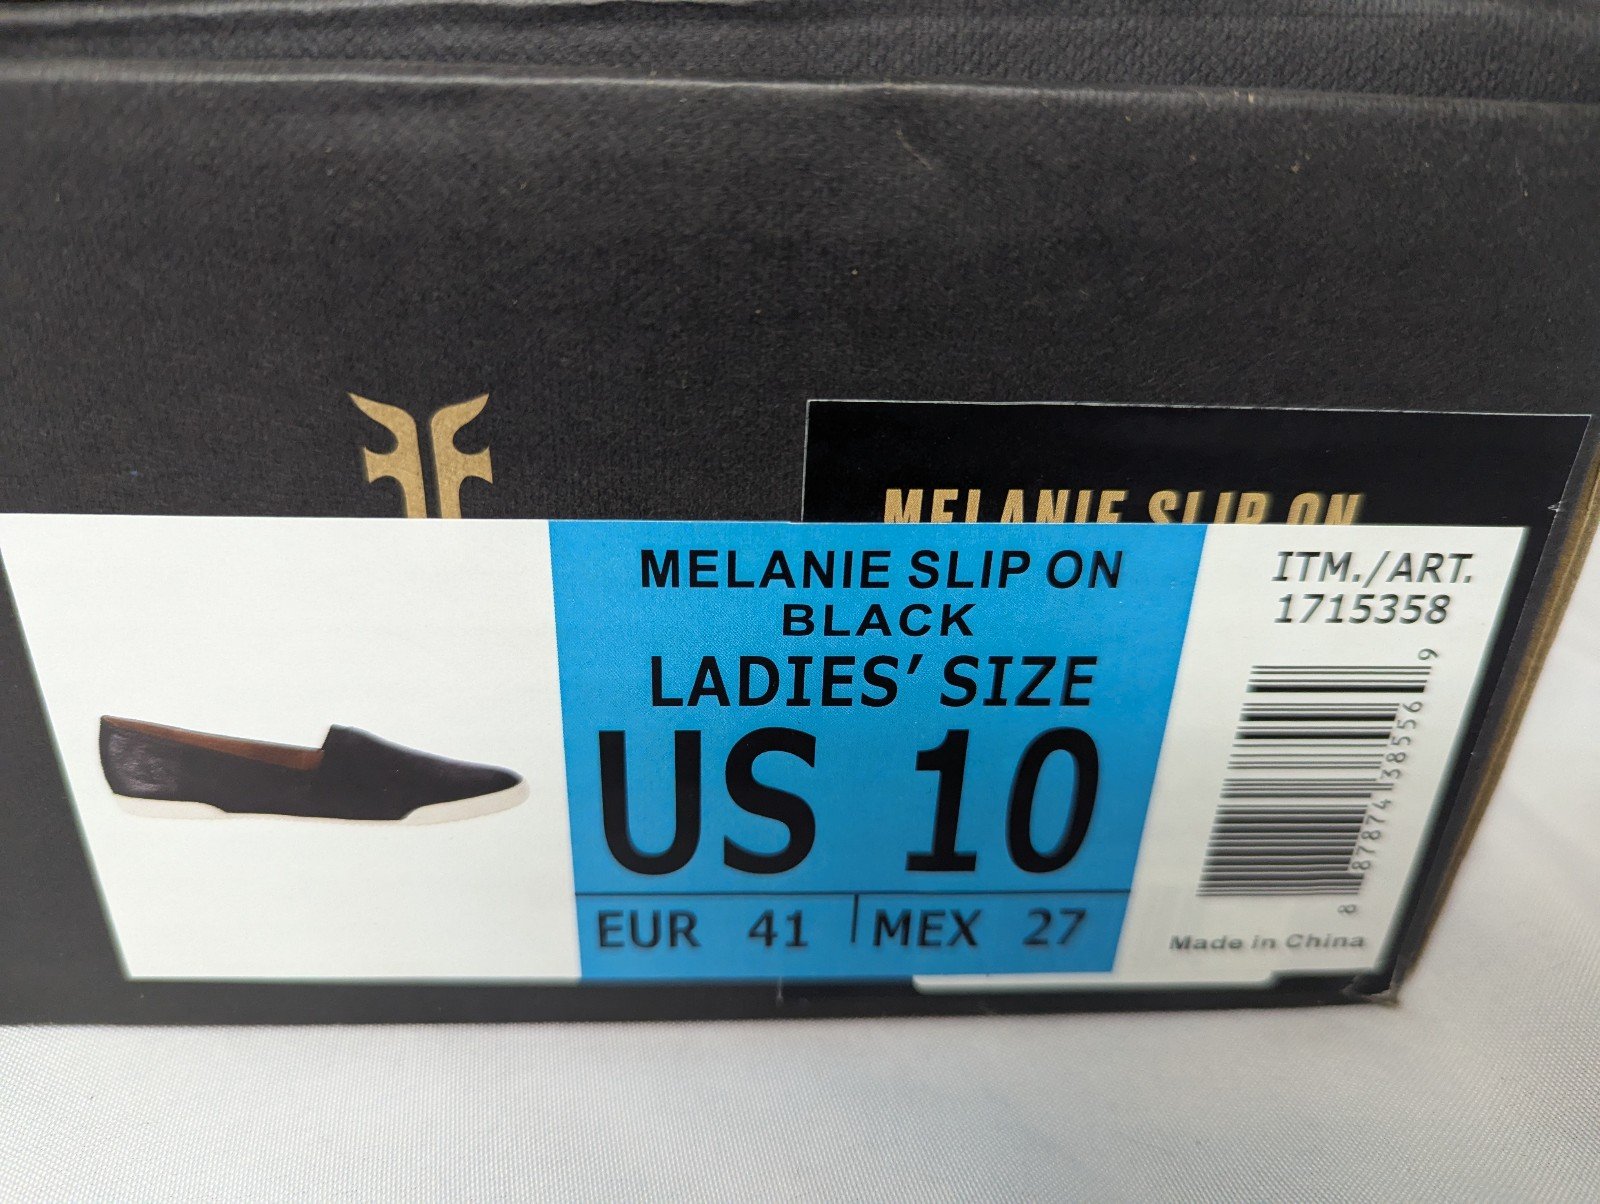 MELANIE SLIP ON
MELANIE SLIP ON
BLACK
LADIES' SIZE
US 10
EUR 41
MEX 27
ITM./ART.
1715358
8 87874 38556 9
Made in China